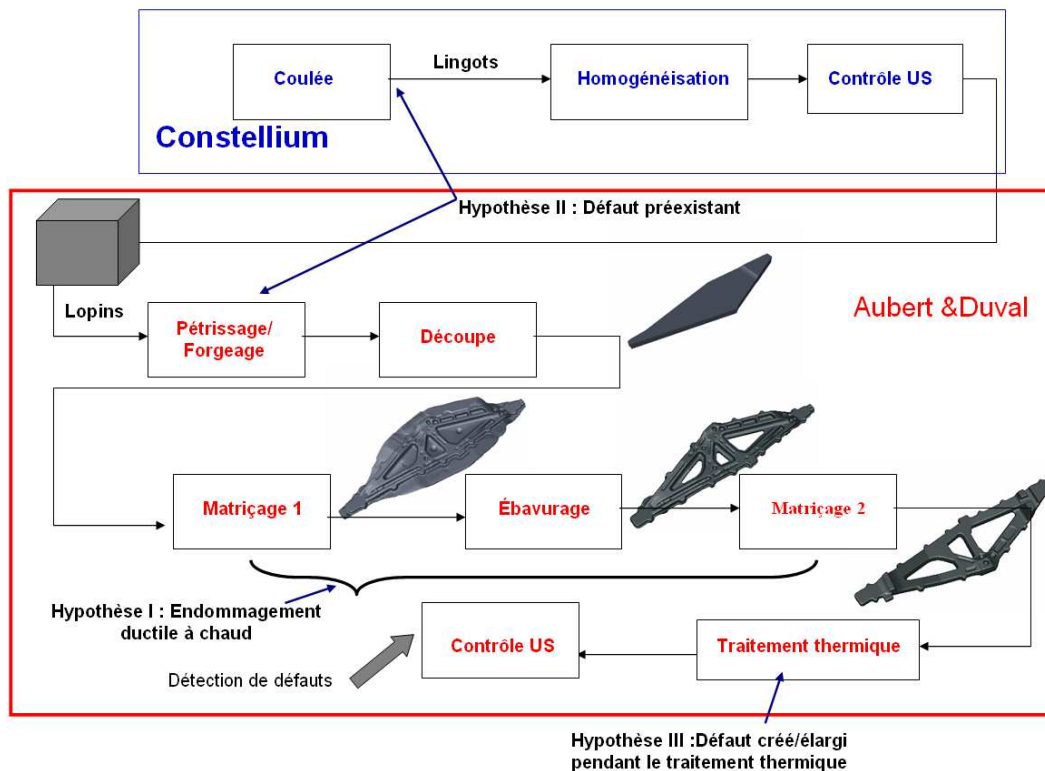 Coulée
Lingots
Homogénéisation
Contrôle US
Constellium
Hypothèse II : Défaut préexistant
Lopins
Pétrissage/
Forgeage
Découpe
Aubert &Duval
Matriçage 1
Ébavurage
Matriçage 2
Hypothèse I : Endommagement
ductile à chaud
Contrôle US
Traitement thermique
Détection de défauts
Hypothèse III :Défaut créé/élargi
pendant le traitement thermique